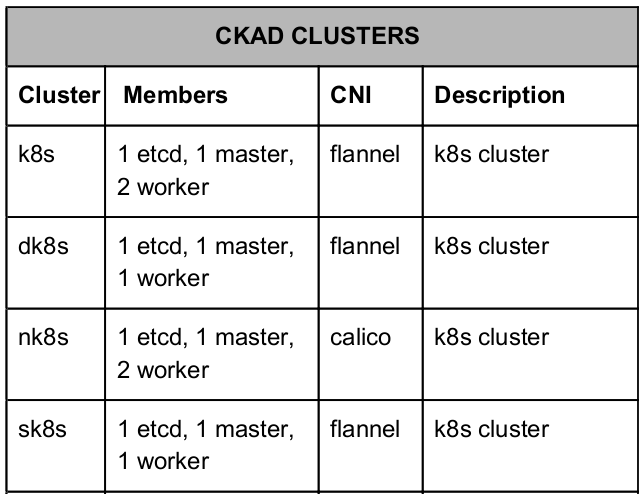 CKAD CLUSTERS
Cluster Members CNI Description
k8s 1 etcd, 1 master, flannel k8s cluster
2 worker
dk8s 1 etcd, 1 master, flannel k8s cluster
1 worker
nk8s 1 etcd, 1 master, calico k8s cluster
2 worker
sk8s 1 etcd, 1 master, flannel k8s cluster
1 worker